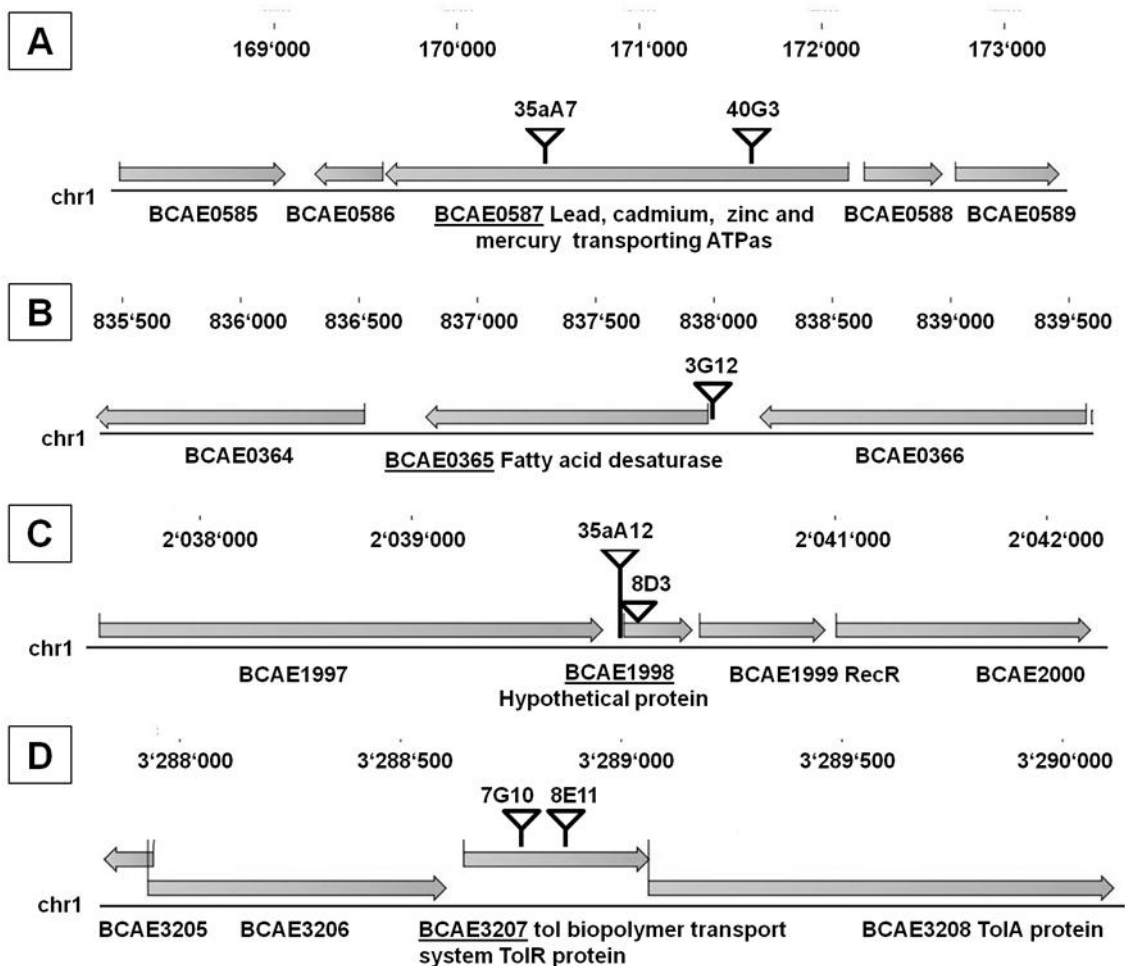 A
169‘000 170‘000 171‘000 172‘000 173‘000
35aA7 40G3
chr1
BCAE0585 BCAE0586 BCAE0587 Lead, cadmium, zinc and BCAE0588 BCAE0589
mercury transporting ATPas
B
835‘500 836‘000 836‘500 837‘000 837‘500 838‘000 838‘500 839‘000 839‘500
3G12
chr1
BCAE0364 BCAE0365 Fatty acid desaturase BCAE0366
C
2‘038‘000 2‘039‘000 2‘041‘000 2‘042‘000
35aA12
8D3
chr1
BCAE1997 BCAE1998 BCAE1999 RecR BCAE2000
Hypothetical protein
D
3‘288‘000 3‘288‘500 3‘289‘000 3‘289‘500 3‘290‘000
7G10 8E11
chr1
BCAE3205 BCAE3206 BCAE3207 tol biopolymer transport BCAE3208 TolA protein
system TolR protein